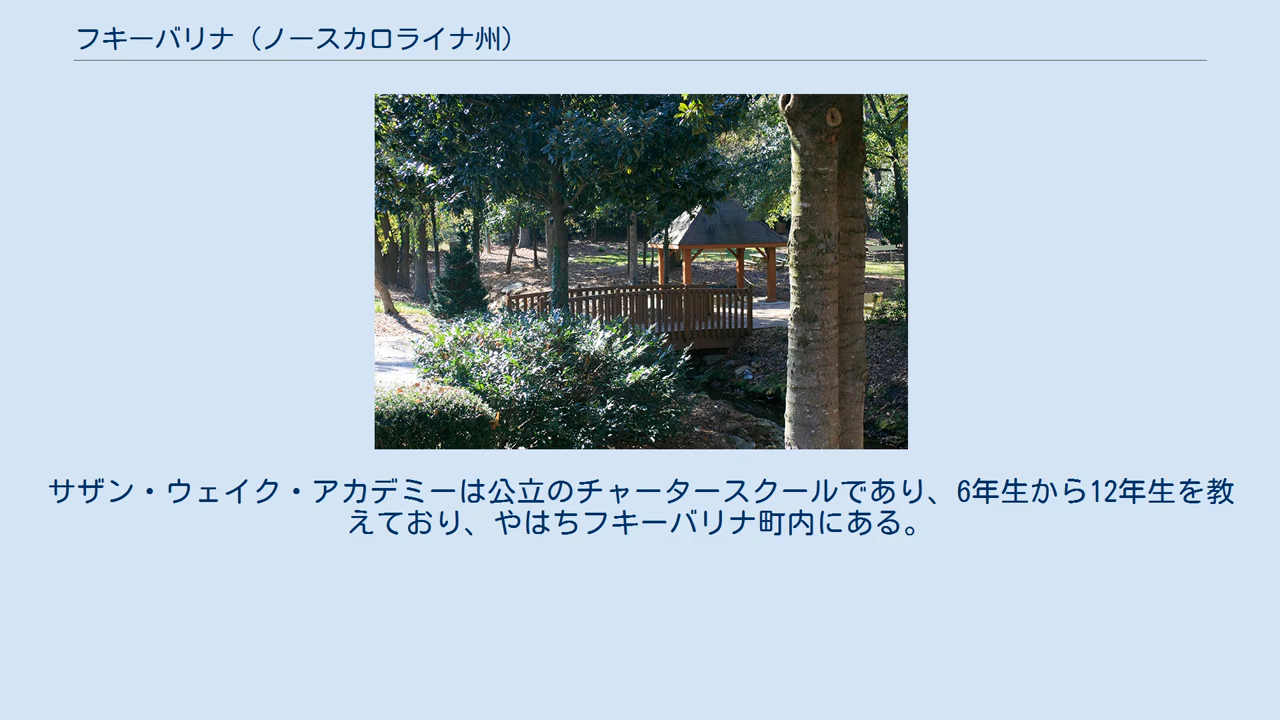 フキーバリナ（ノースカロライナ州）
サザン・ウェイク・アカデミーは公立のチャータースクールであり、6年生から12年生を教
えており、やはちフキーバリナ町内にある。